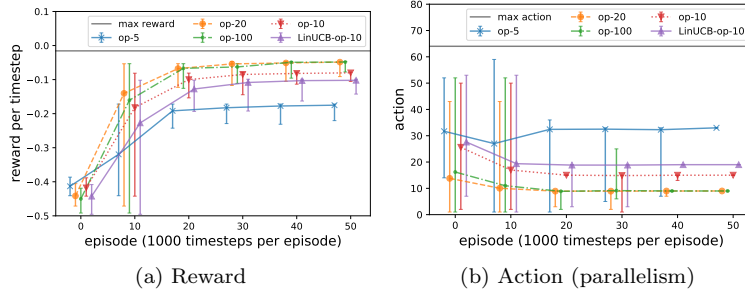 max reward
op-5
op-20
op-100
op-10
LinUCB-op-10
0.1
0.0
−0.1
−0.2
−0.3
−0.4
−0.5
reward per timestep
0 10 20 30 40 50
episode (1000 timesteps per episode)
(a) Reward
max action
op-5
op-20
op-100
op-10
LinUCB-op-10
80
70
60
50
40
30
20
10
0
action
0 10 20 30 40 50
episode (1000 timesteps per episode)
(b) Action (parallelism)